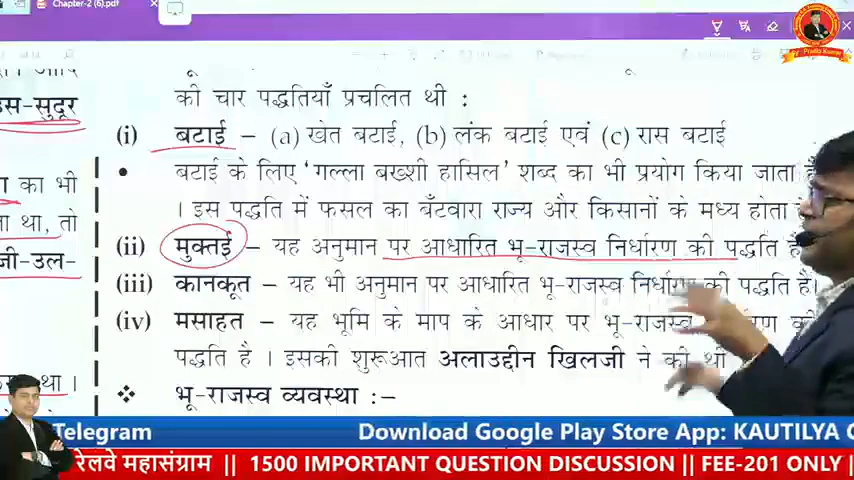 Chapter-2 (6).pdf
की चार पद्धतियाँ प्रचलित थी :
स-सुदूर
(i) बटाई – (a) खेत बटाई, (b) लंक बटाई एवं (c) रास बटाई
का भी
• बटाई के लिए 'गल्ला बख्शी हासिल' शब्द का भी प्रयोग किया जाता है
ा था, तो
। इस पद्धति में फसल का बँटवारा राज्य और किसानों के मध्य होता
(ii) मुक्तई – यह अनुमान पर आधारित भू-राजस्व निर्धारण की पद्धति है
जी-उल-
(iii) कानकूत – यह भी अनुमान पर आधारित भू-राजस्व निर्धारण की पद्धति है।
(iv) मसाहत – यह भूमि के माप के आधार पर भू-राजस्व
पद्धति है । इसकी शुरूआत अलाउद्दीन खिलजी ने की थी
था ।
❖ भू-राजस्व व्यवस्था :–
Telegram
Download Google Play Store App: KAUTILYA
रेलवे महासंग्राम || 1500 IMPORTANT QUESTION DISCUSSION || FEE-201 ONLY |